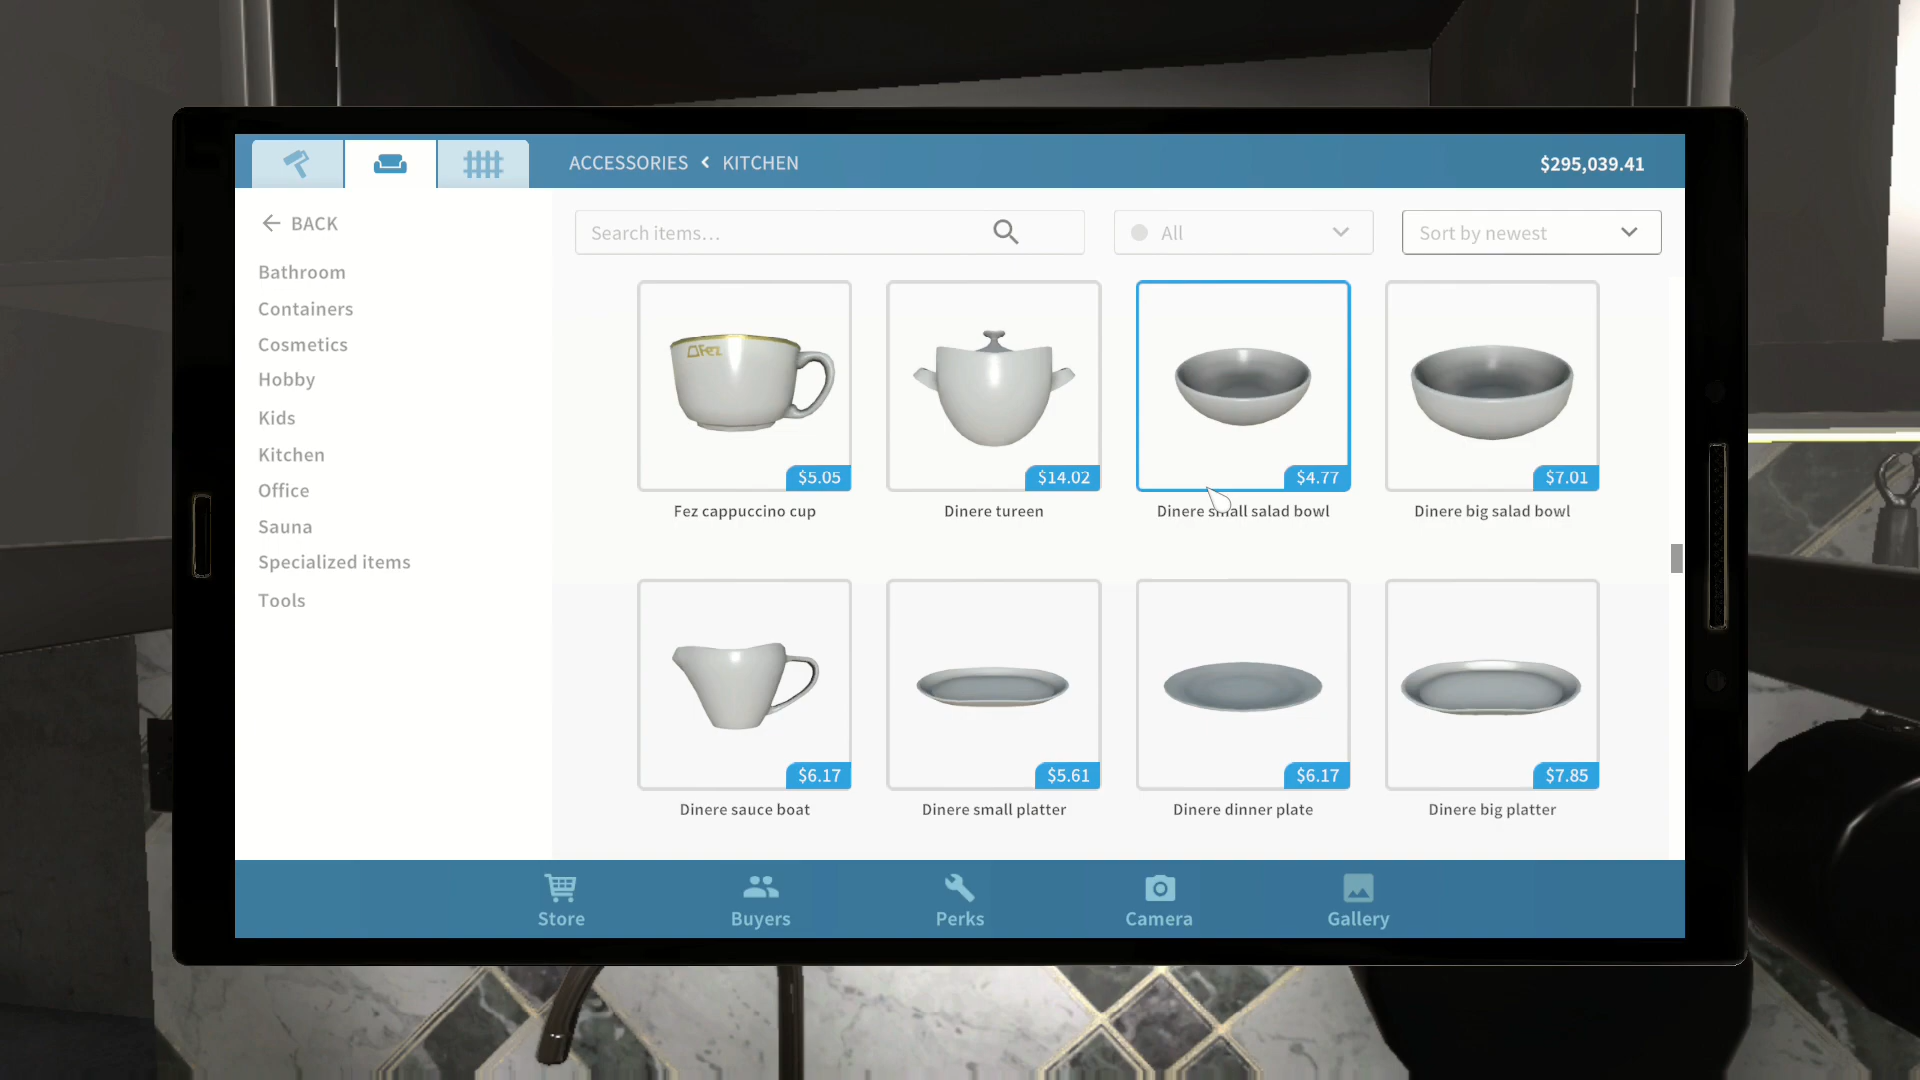 ACCESSORIES KITCHEN
$295,039.41
BACK
Bathroom
Containers
Cosmetics
Hobby
Kids
Kitchen
Office
Sauna
Specialized items
Tools
Search items...
All
Sort by newest
Fez
$5.05
$14.02
$4.77
$7.01
Fez cappuccino cup
Dinere tureen
Dinere small salad bowl
Dinere big salad bowl
$6.17
$5.61
$6.17
$7.85
Dinere sauce boat
Dinere small platter
Dinere dinner plate
Dinere big platter
Store
Buyers
Perks
Camera
Gallery